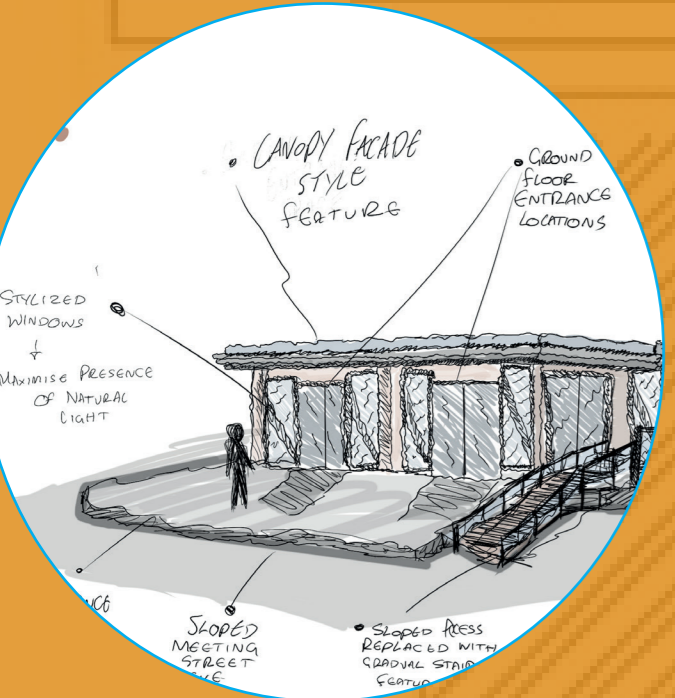 CANOPY FACADE
STYLE
FEATURE
GROUND
FLOOR
ENTRANCE
LOCATIONS
STYLIZED
WINDOWS
MAXIMISE PRESENCE
OF NATURAL
LIGHT
SLOPED
MEETING
STREET
SLOPED ACESS
REPLACED WITH
GRADUAL STAIR